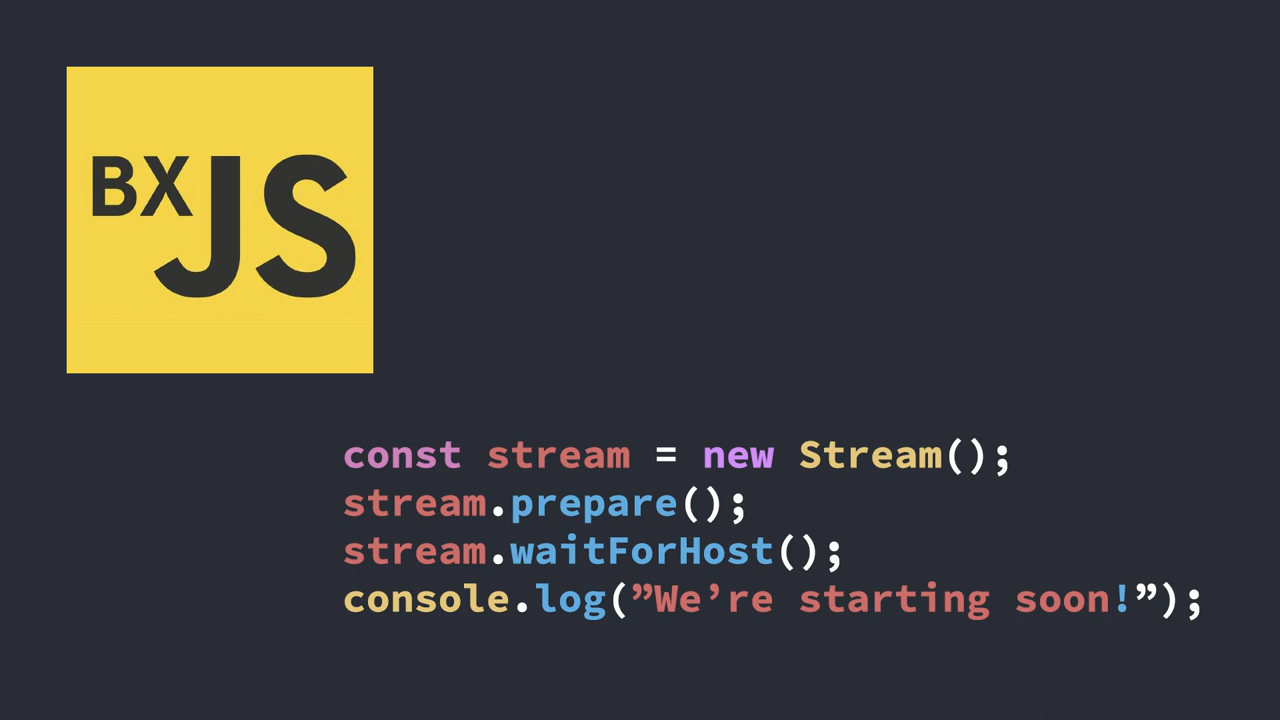 BX JS
const stream = new Stream();
stream.prepare();
stream.waitForHost();
console.log(”We’re starting soon!”);